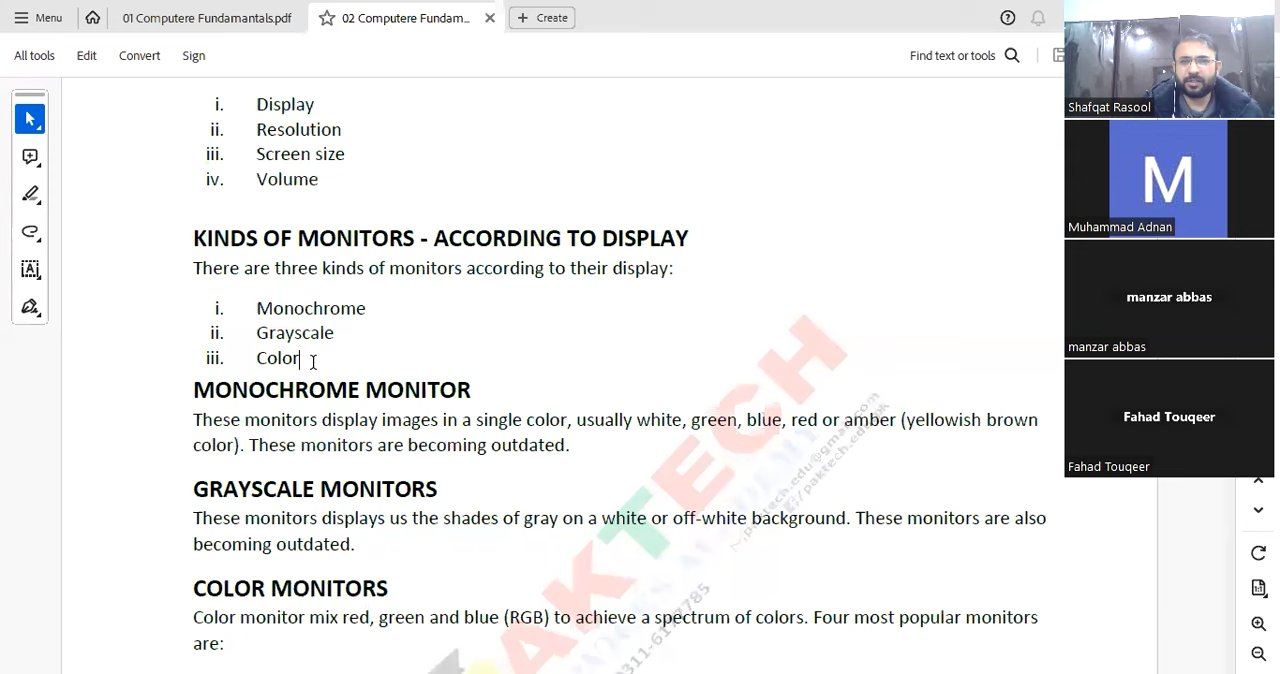 Menu
01 Computere Fundamantals.pdf
02 Computere Fundam...
Create
All tools
Edit
Convert
Sign
Find text or tools
i. Display
ii. Resolution
iii. Screen size
iv. Volume
KINDS OF MONITORS - ACCORDING TO DISPLAY
There are three kinds of monitors according to their display:
i. Monochrome
ii. Grayscale
iii. Color
MONOCHROME MONITOR
These monitors display images in a single color, usually white, green, blue, red or amber (yellowish brown
color). These monitors are becoming outdated.
GRAYSCALE MONITORS
These monitors displays us the shades of gray on a white or off-white background. These monitors are also
becoming outdated.
COLOR MONITORS
Color monitor mix red, green and blue (RGB) to achieve a spectrum of colors. Four most popular monitors
are:
AKTECH
Shafqat Rasool
M
Muhammad Adnan
manzar abbas
manzar abbas
Fahad Touqeer
Fahad Touqeer